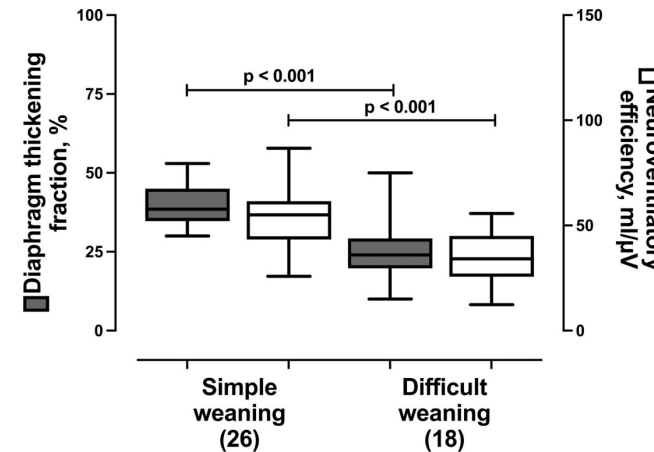 100
75
50
25
0
Diaphragm thickening
fraction, %
p < 0.001
p < 0.001
150
100
50
0
Neuroventilatory
efficiency, ml/μV
Simple
weaning
(26)
Difficult
weaning
(18)